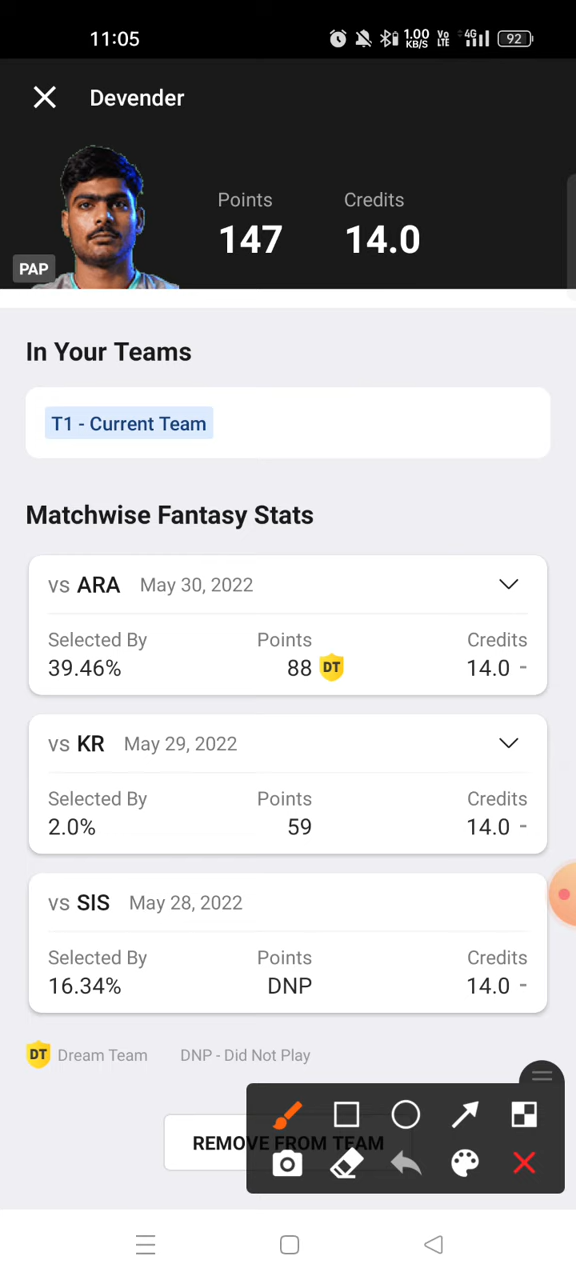 11:05 1.00 KB/S Vo LTE 4G 92
Devender
Points Credits
147 14.0
PAP
In Your Teams
T1 - Current Team
Matchwise Fantasy Stats
vs ARA May 30, 2022
Selected By Points Credits
39.46% 88 DT 14.0 -
vs KR May 29, 2022
Selected By Points Credits
2.0% 59 14.0 -
vs SIS May 28, 2022
Selected By Points Credits
16.34% DNP 14.0 -
DT Dream Team DNP - Did Not Play
REMOVE FROM TEAM